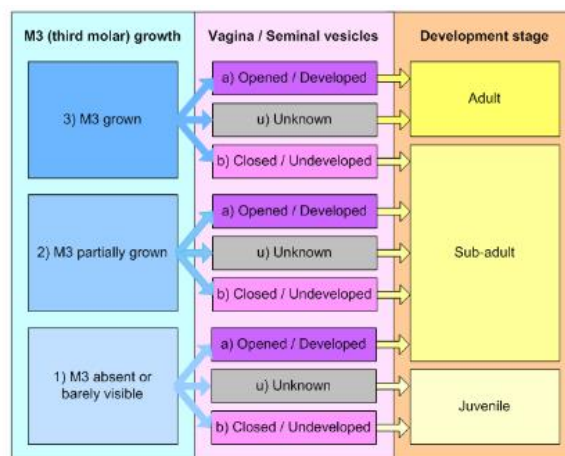 M3 (third molar) growth
Vagina / Seminal vesicles
Development stage
3) M3 grown
a) Opened / Developed
u) Unknown
b) Closed / Undeveloped
Adult
2) M3 partially grown
a) Opened / Developed
u) Unknown
b) Closed / Undeveloped
Sub-adult
1) M3 absent or
barely visible
a) Opened / Developed
u) Unknown
b) Closed / Undeveloped
Juvenile